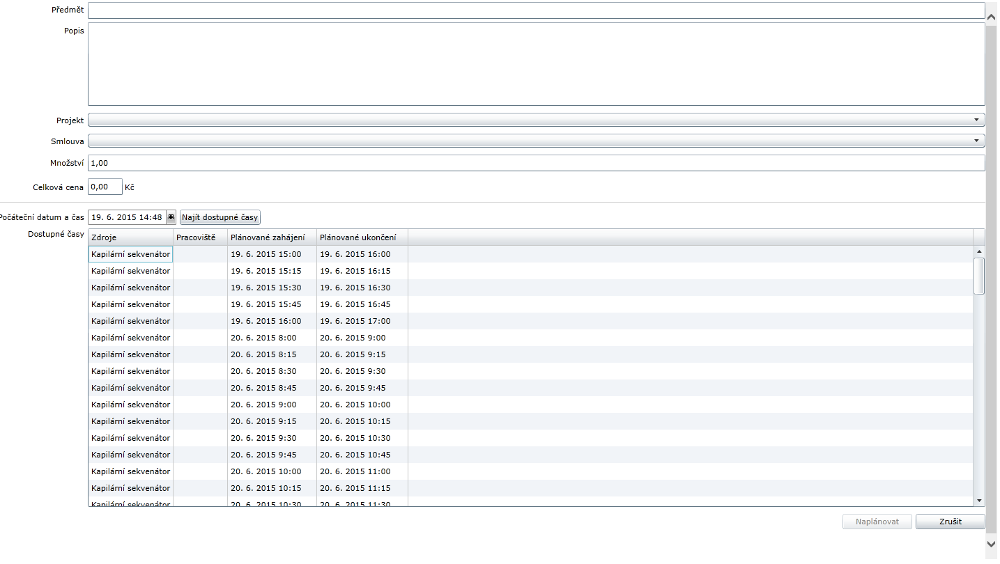 Předmět
Popis
Projekt
Smlouva
Množství 1,00
Celková cena 0,00 Kč
Počáteční datum a čas 19. 6. 2015 14:48 Najít dostupné časy
Dostupné časy
Zdroje Pracoviště Plánované zahájení Plánované ukončení
Kapilární sekvenátor 19. 6. 2015 15:00 19. 6. 2015 16:00
Kapilární sekvenátor 19. 6. 2015 15:15 19. 6. 2015 16:15
Kapilární sekvenátor 19. 6. 2015 15:30 19. 6. 2015 16:30
Kapilární sekvenátor 19. 6. 2015 15:45 19. 6. 2015 16:45
Kapilární sekvenátor 19. 6. 2015 16:00 19. 6. 2015 17:00
Kapilární sekvenátor 20. 6. 2015 8:00 20. 6. 2015 9:00
Kapilární sekvenátor 20. 6. 2015 8:15 20. 6. 2015 9:15
Kapilární sekvenátor 20. 6. 2015 8:30 20. 6. 2015 9:30
Kapilární sekvenátor 20. 6. 2015 8:45 20. 6. 2015 9:45
Kapilární sekvenátor 20. 6. 2015 9:00 20. 6. 2015 10:00
Kapilární sekvenátor 20. 6. 2015 9:15 20. 6. 2015 10:15
Kapilární sekvenátor 20. 6. 2015 9:30 20. 6. 2015 10:30
Kapilární sekvenátor 20. 6. 2015 9:45 20. 6. 2015 10:45
Kapilární sekvenátor 20. 6. 2015 10:00 20. 6. 2015 11:00
Kapilární sekvenátor 20. 6. 2015 10:15 20. 6. 2015 11:15
Kapilární sekvenátor 20. 6. 2015 10:30 20. 6. 2015 11:30
Naplánovat Zrušit